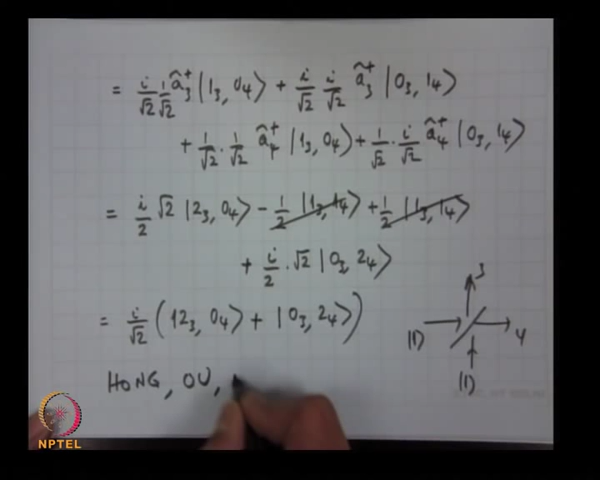 = i/√2 1/√2 â₃⁺ |1₃, 0₄⟩ + i/√2 i/√2 â₃⁺ |0₃, 1₄⟩
+ 1/√2 · 1/√2 â₄⁺ |1₃, 0₄⟩ + 1/√2 · i/√2 â₄⁺ |0₃, 1₄⟩
= i/2 √2 |2₃, 0₄⟩ - 1/2 |1₃, 1₄⟩ + 1/2 |1₃, 1₄⟩
+ i/2 · √2 |0₃, 2₄⟩
= i/√2 (|2₃, 0₄⟩ + |0₃, 2₄⟩)
3
|1⟩
4
|1⟩
HONG, OU,
NPTEL